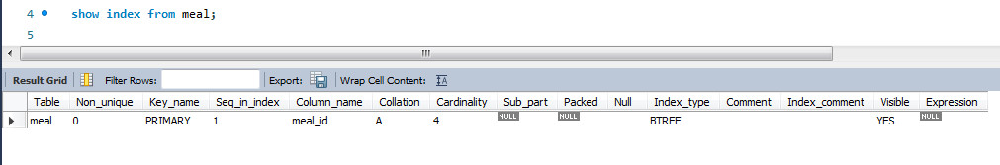 4 show index from meal;
5
Result Grid Filter Rows: Export: Wrap Cell Content: IA
Table Non_unique Key_name Seq_in_index Column_name Collation Cardinality Sub_part Packed Null Index_type Comment Index_comment Visible Expression
meal 0 PRIMARY 1 meal_id A 4 NULL NULL BTREE YES NULL